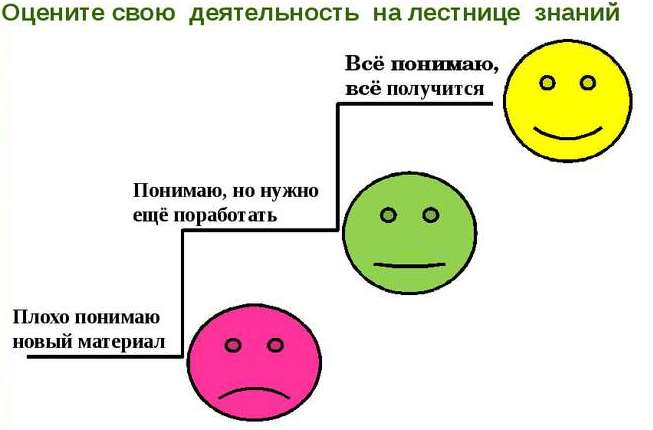 Оцените свою деятельность на лестнице знаний
Всё понимаю,
всё получится
Понимаю, но нужно
ещё поработать
Плохо понимаю
новый материал